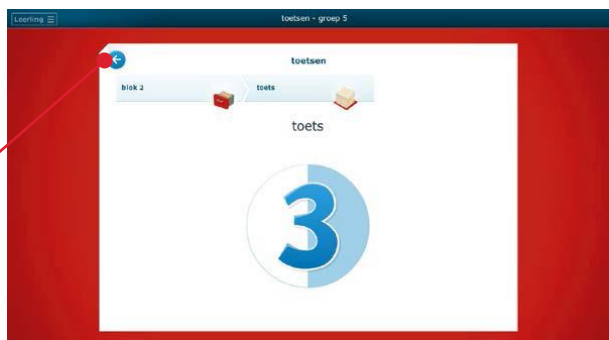 Leerling
toetsen - groep 5
toetsen
blok 2
toets
toets
3